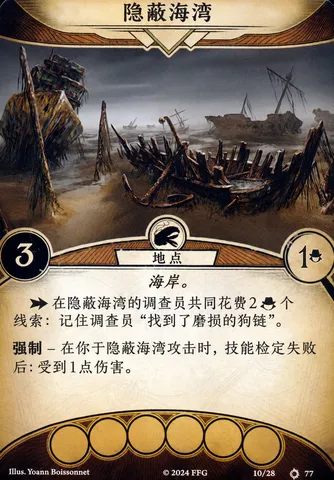 隐蔽海湾
3
地点
1
海岸。
在隐蔽海湾的调查员共同花费2个
线索：记住调查员“找到了磨损的狗链”。
强制 – 在你于隐蔽海湾攻击时，技能检定失败
后：受到1点伤害。
Illus. Yoann Boissonnet
© 2024 FFG
10/28
77